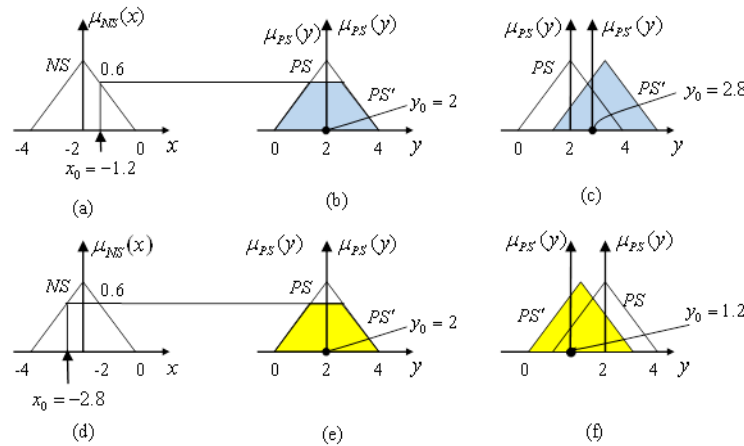 μNS(x)
NS
0.6
-4
-2
0
x
x0 = −1.2
(a)
μPS(y) μPS'(y)
PS
PS'
y0 = 2
0
2
4
y
(b)
μPS'(y) μPS(y)
PS
PS'
y0 = 2.8
0
2
4
y
(c)
μNS(x)
NS
0.6
-4
-2
0
x
x0 = −2.8
(d)
μPS(y) μPS'(y)
PS
PS'
y0 = 2
0
2
4
y
(e)
μPS'(y) μPS(y)
PS'
PS
y0 = 1.2
0
2
4
y
(f)